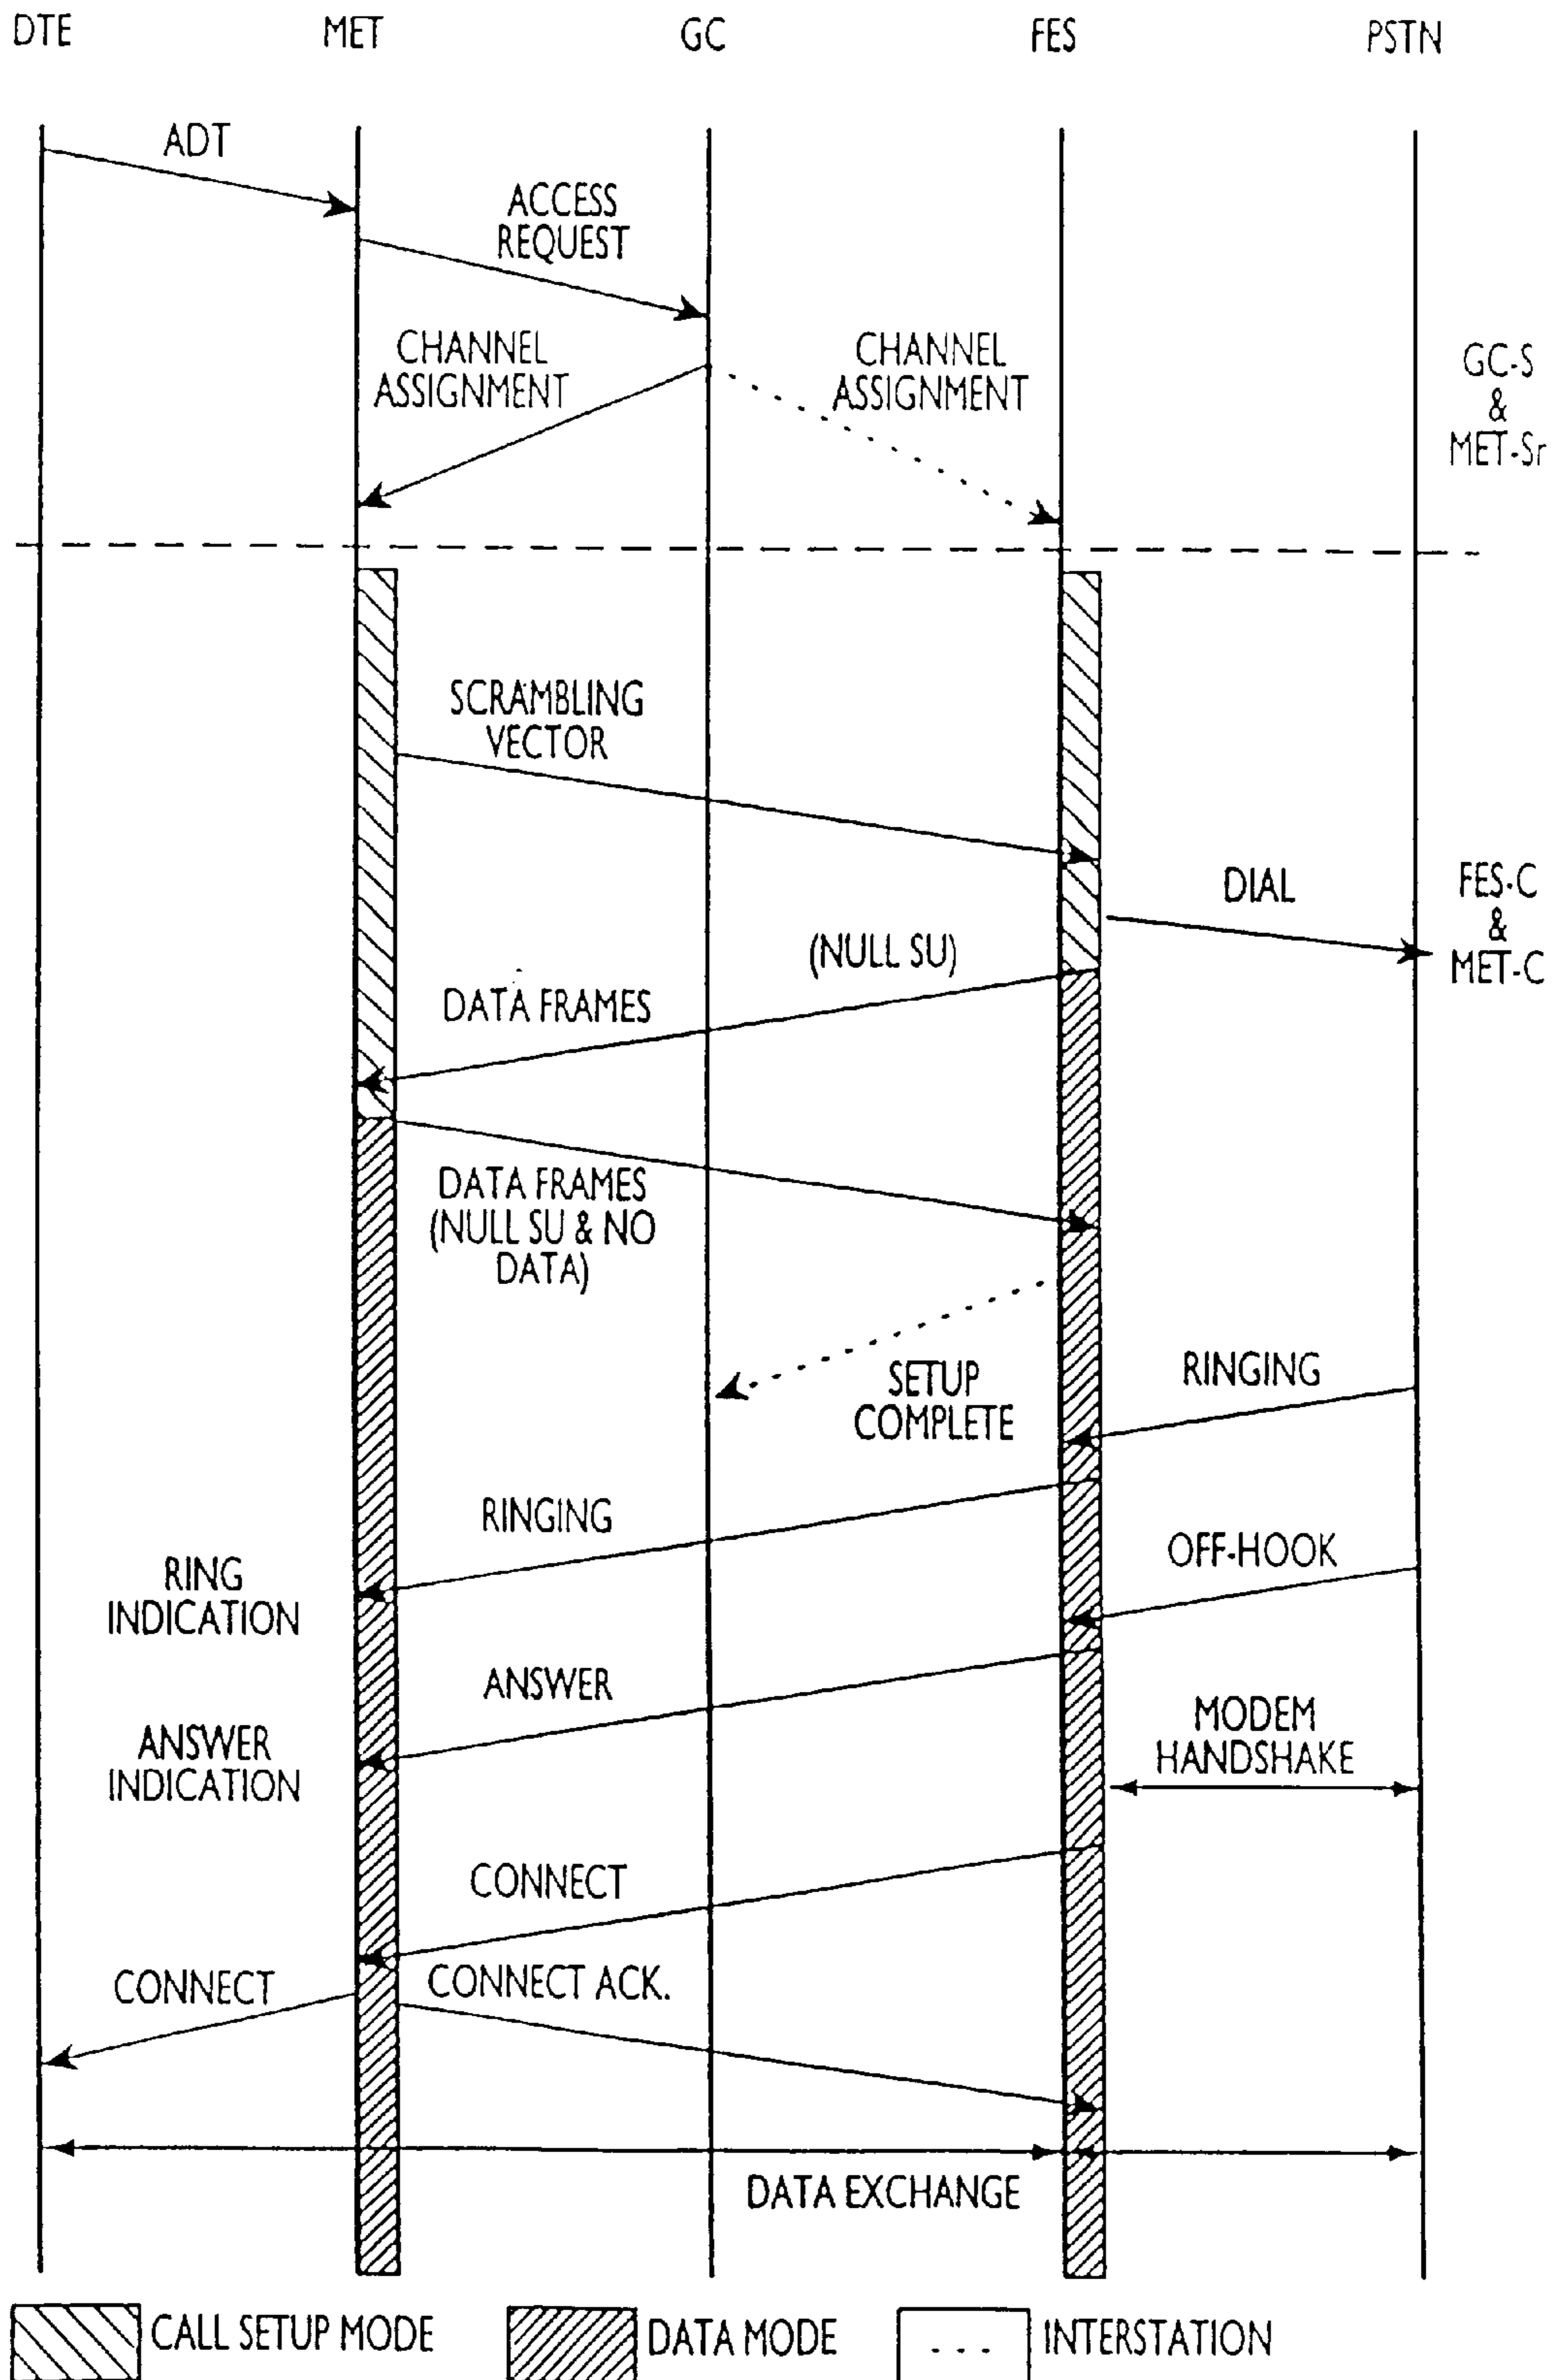 DTE MET GC FES PSTN
ADT
ACCESS
REQUEST
CHANNEL
ASSIGNMENT
CHANNEL
ASSIGNMENT
GC-S
&
MET-Sr
SCRAMBLING
VECTOR
DIAL
FES-C
&
MET-C
(NULL SU)
DATA FRAMES
DATA FRAMES
(NULL SU & NO
DATA)
SETUP
COMPLETE
RINGING
RINGING
OFF-HOOK
RING
INDICATION
ANSWER
MODEM
HANDSHAKE
ANSWER
INDICATION
CONNECT
CONNECT
CONNECT ACK.
DATA EXCHANGE
CALL SETUP MODE
DATA MODE
INTERSTATION